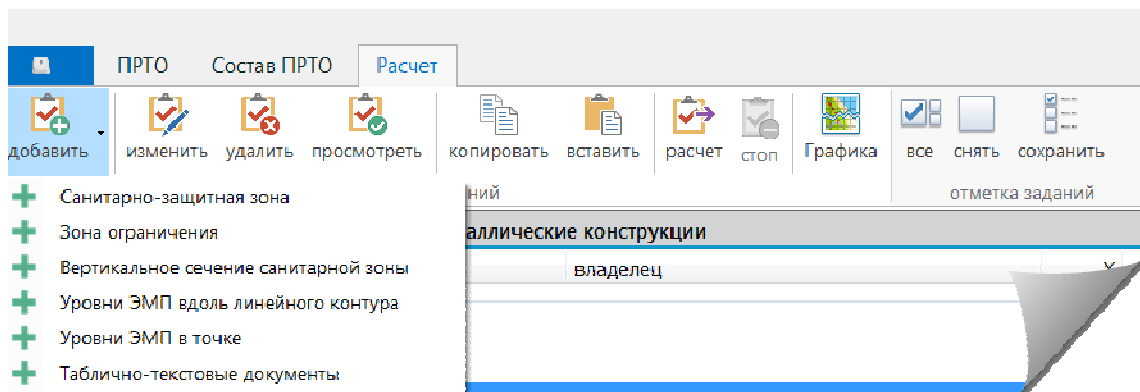 ПРТО Состав ПРТО Расчет
добавить изменить удалить просмотреть копировать вставить расчет стоп Графика все снять сохранить
ний отметка заданий
Санитарно-защитная зона
Зона ограничения
аллические конструкции
Вертикальное сечение санитарной зоны
владелец X
Уровни ЭМП вдоль линейного контура
Уровни ЭМП в точке
Таблично-текстовые документы